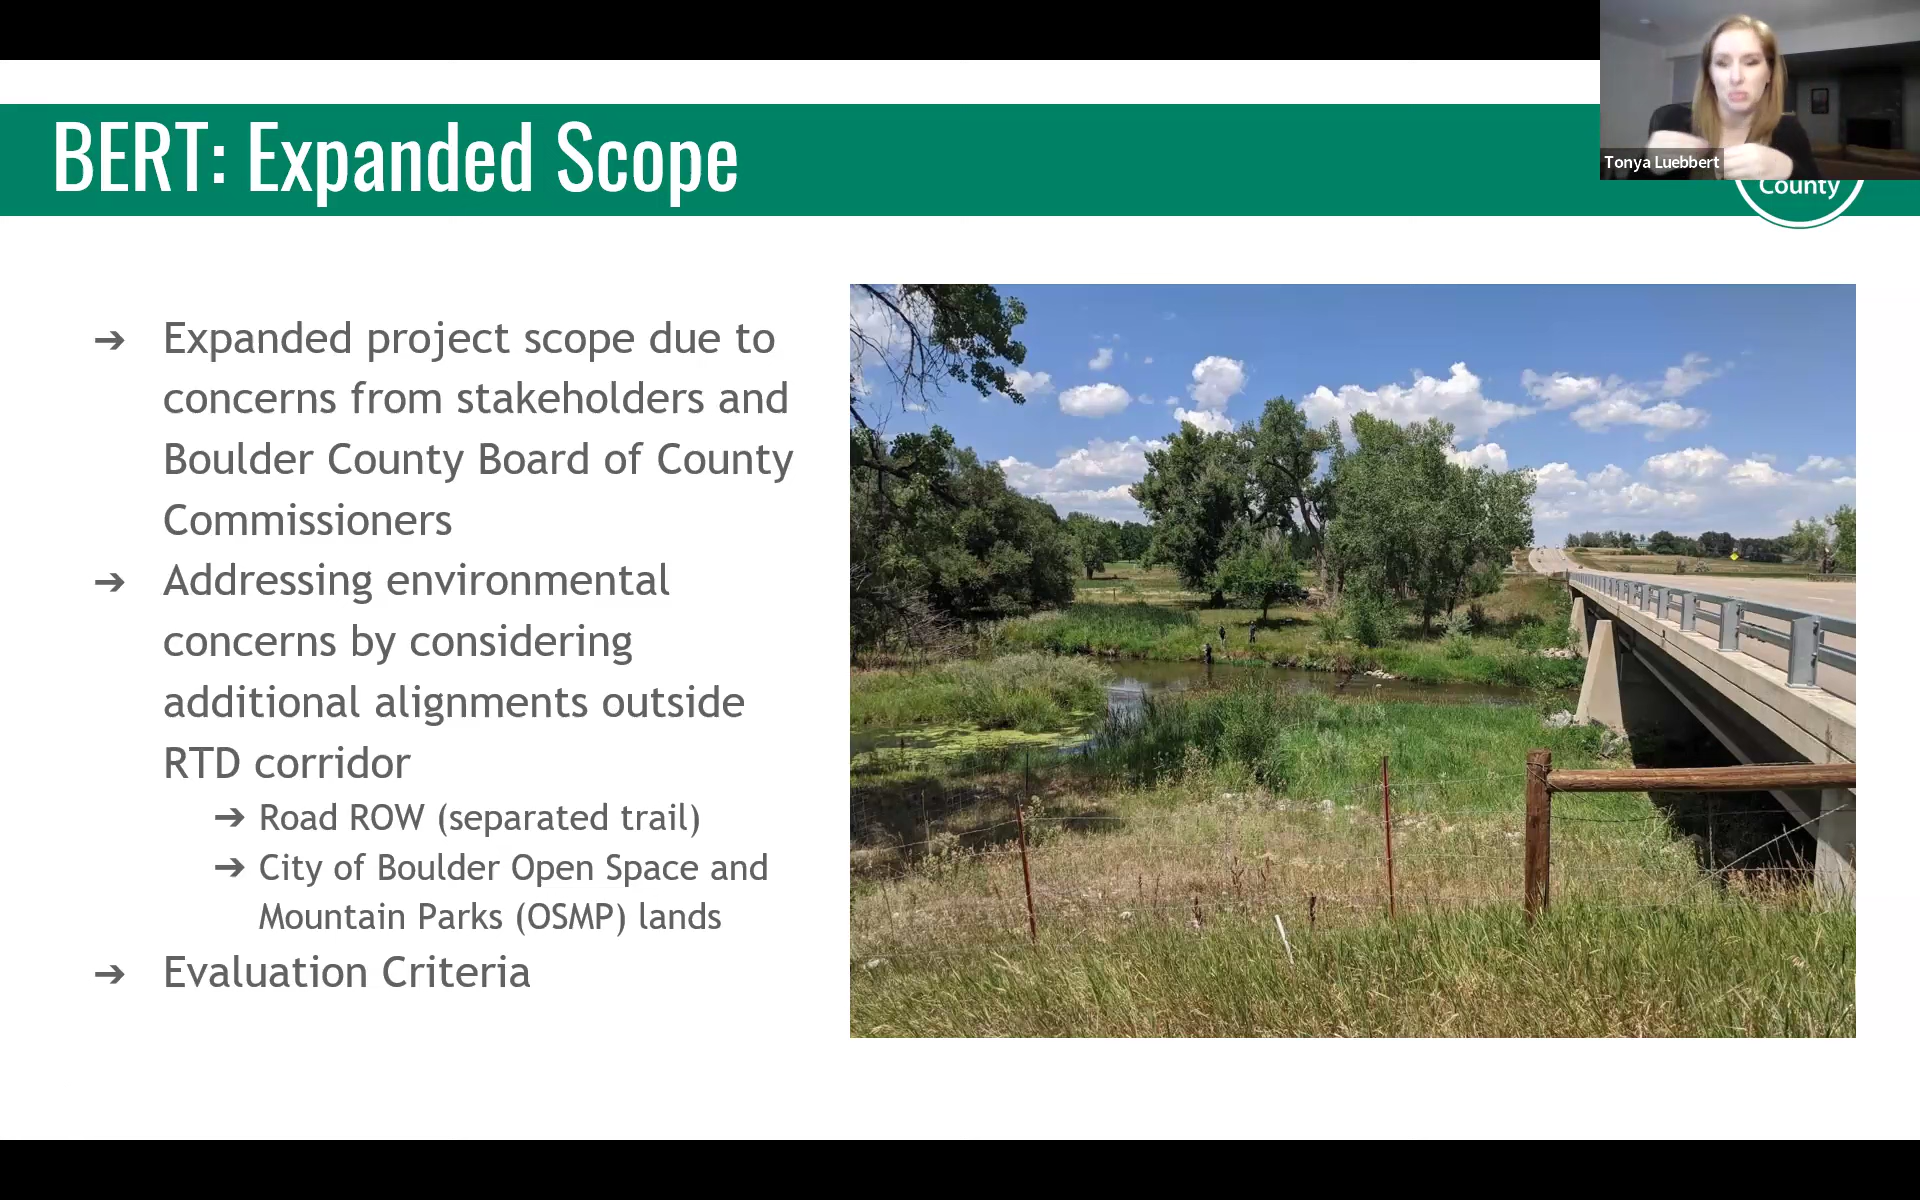 BERT: Expanded Scope
Tonya Luebbert
County
➔ Expanded project scope due to
concerns from stakeholders and
Boulder County Board of County
Commissioners
➔ Addressing environmental
concerns by considering
additional alignments outside
RTD corridor
➔ Road ROW (separated trail)
➔ City of Boulder Open Space and
Mountain Parks (OSMP) lands
➔ Evaluation Criteria